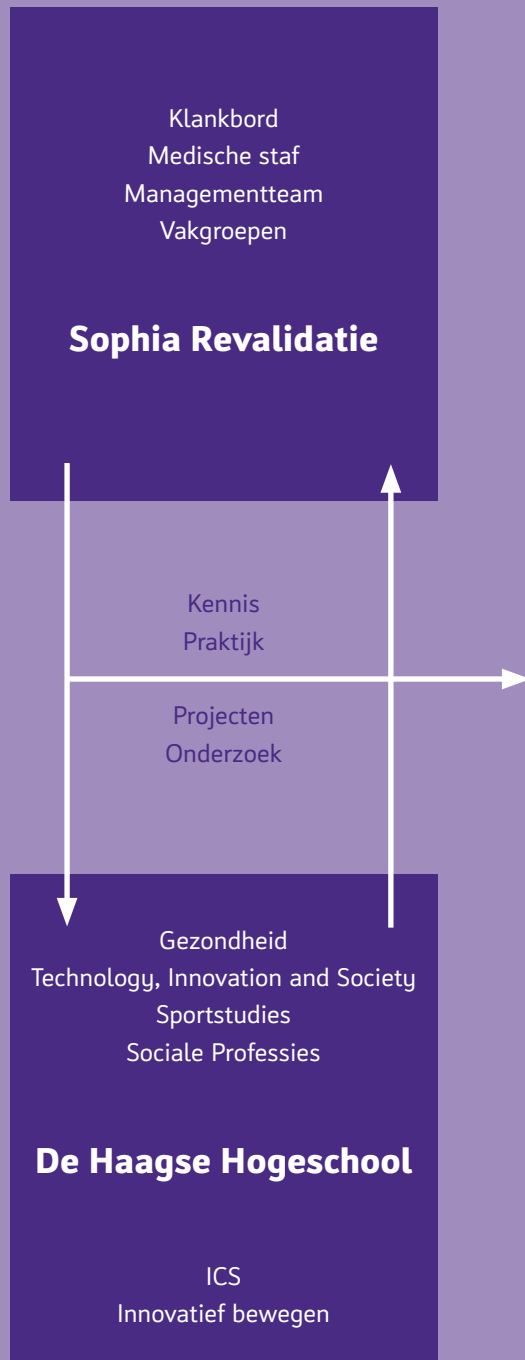 Klankbord
Medische staf
Managementteam
Vakgroepen
Sophia Revalidatie
Kennis
Praktijk
Projecten
Onderzoek
Gezondheid
Technology, Innovation and Society
Sportstudies
Sociale Professies
De Haagse Hogeschool
ICS
Innovatief bewegen